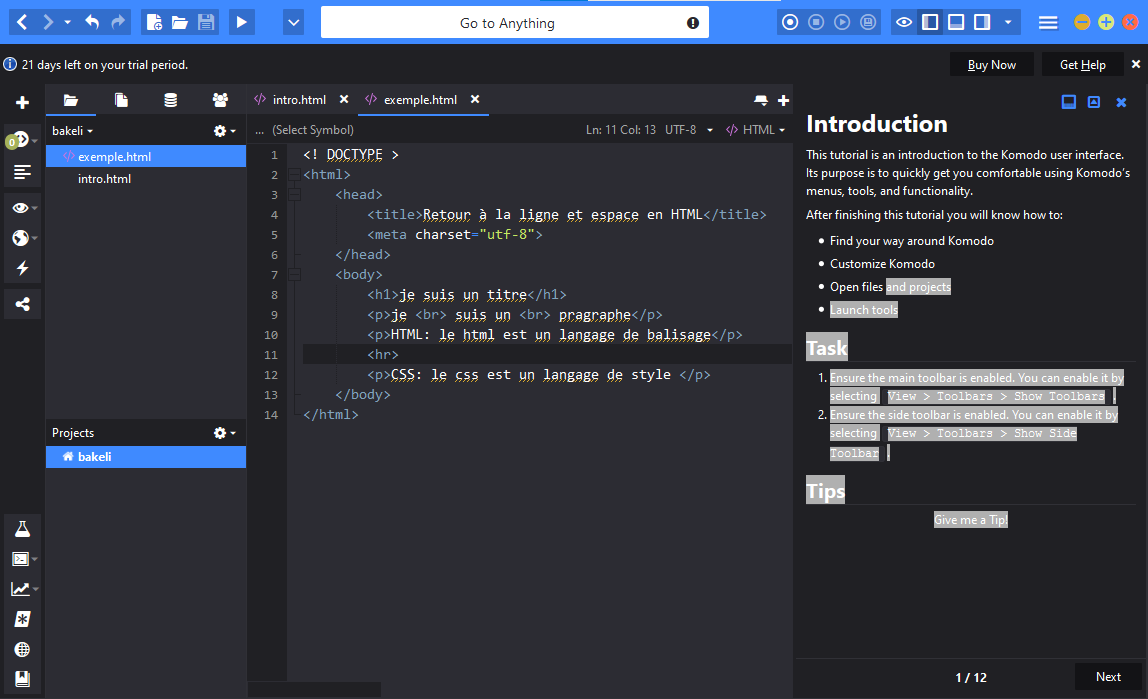 Go to Anything
21 days left on your trial period.
Buy Now
Get Help
bakeli
exemple.html
intro.html
Projects
bakeli
0
intro.html
exemple.html
... (Select Symbol)
Ln: 11 Col: 13 UTF-8
HTML
1 <! DOCTYPE >
2 <html>
3 <head>
4 <title>Retour à la ligne et espace en HTML</title>
5 <meta charset="utf-8">
6 </head>
7 <body>
8 <h1>je suis un titre</h1>
9 <p>je <br> suis un <br> pragraphe</p>
10 <p>HTML: le html est un langage de balisage</p>
11 <hr>
12 <p>CSS: le css est un langage de style </p>
13 </body>
14 </html>
Introduction
This tutorial is an introduction to the Komodo user interface.
Its purpose is to quickly get you comfortable using Komodo's
menus, tools, and functionality.
After finishing this tutorial you will know how to:
• Find your way around Komodo
• Customize Komodo
• Open files and projects
• Launch tools
Task
1. Ensure the main toolbar is enabled. You can enable it by
selecting View > Toolbars > Show Toolbars .
2. Ensure the side toolbar is enabled. You can enable it by
selecting View > Toolbars > Show Side
Toolbar .
Tips
Give me a Tip!
1 / 12
Next